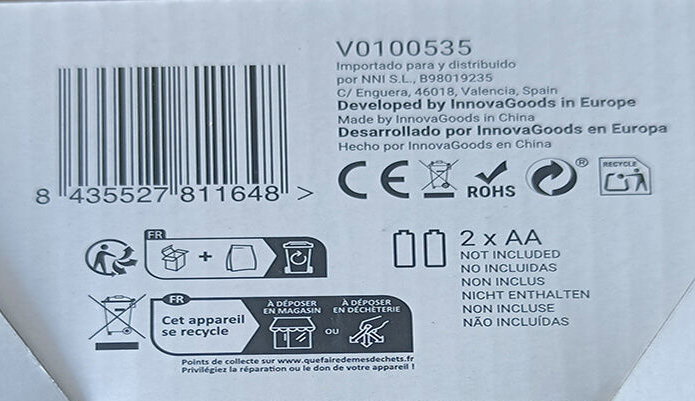 V0100535
Importado para y distribuido
por NNI S.L., B98019235
C/ Enguera, 46018, Valencia, Spain
Developed by InnovaGoods in Europe
Made by InnovaGoods in China
Desarrollado por InnovaGoods en Europa
Hecho por InnovaGoods en China
8 435527 811648 >
CE
ROHS
®
RECYCLE
FR
+
2 x AA
NOT INCLUDED
NO INCLUIDAS
NON INCLUS
NICHT ENTHALTEN
NON INCLUSE
NÃO INCLUÍDAS
FR
Cet appareil
se recycle
À DÉPOSER
EN MAGASIN
OU
À DÉPOSER
EN DÉCHÈTERIE
Points de collecte sur www.quefairedemesdechets.fr
Privilégiez la réparation ou le don de votre appareil !